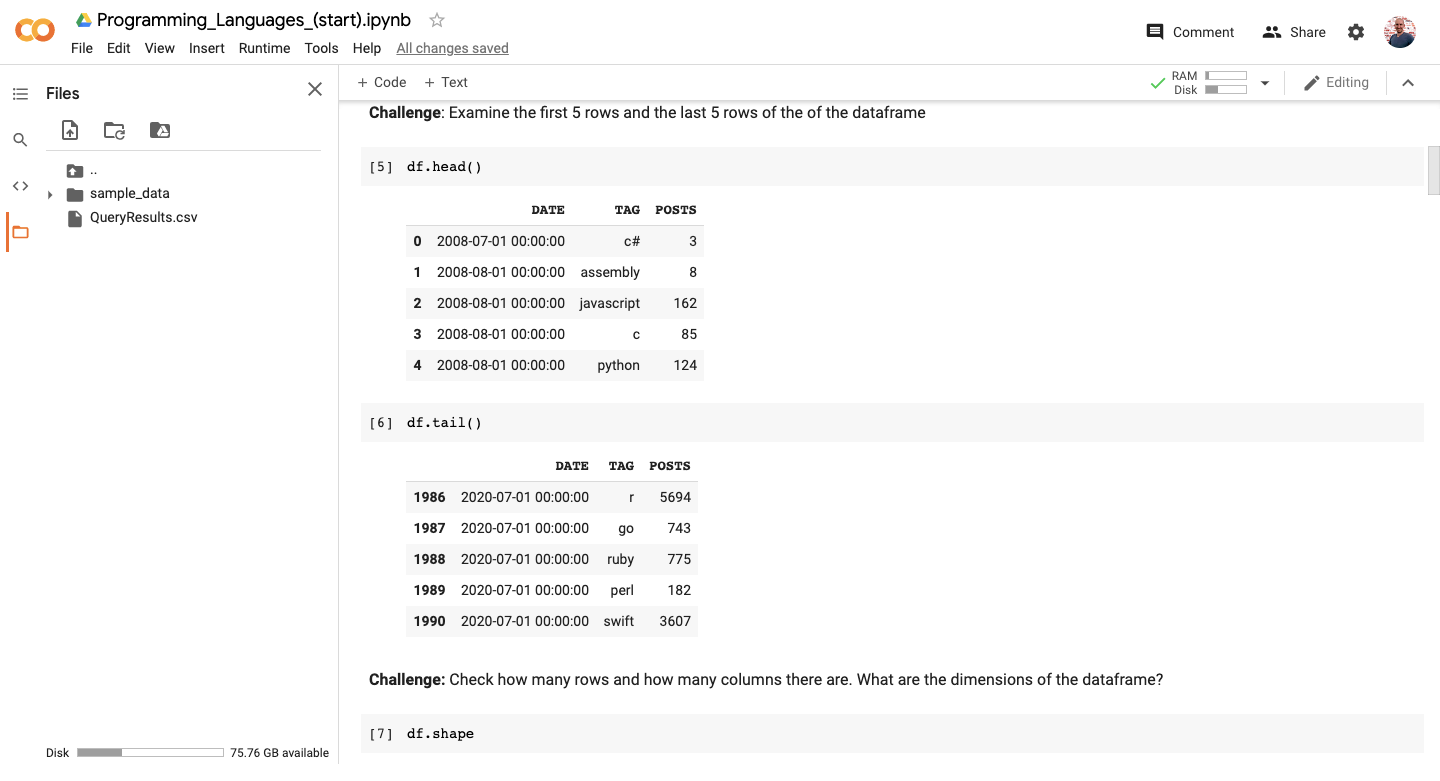 Programming_Languages_(start).ipynb
File Edit View Insert Runtime Tools Help All changes saved
Comment Share
Files
+ Code + Text
RAM
Disk
Editing
..
sample_data
QueryResults.csv
Disk 75.76 GB available
Challenge: Examine the first 5 rows and the last 5 rows of the of the dataframe
[5] df.head()
DATE TAG POSTS
0 2008-07-01 00:00:00 c# 3
1 2008-08-01 00:00:00 assembly 8
2 2008-08-01 00:00:00 javascript 162
3 2008-08-01 00:00:00 c 85
4 2008-08-01 00:00:00 python 124
[6] df.tail()
DATE TAG POSTS
1986 2020-07-01 00:00:00 r 5694
1987 2020-07-01 00:00:00 go 743
1988 2020-07-01 00:00:00 ruby 775
1989 2020-07-01 00:00:00 perl 182
1990 2020-07-01 00:00:00 swift 3607
Challenge: Check how many rows and how many columns there are. What are the dimensions of the dataframe?
[7] df.shape